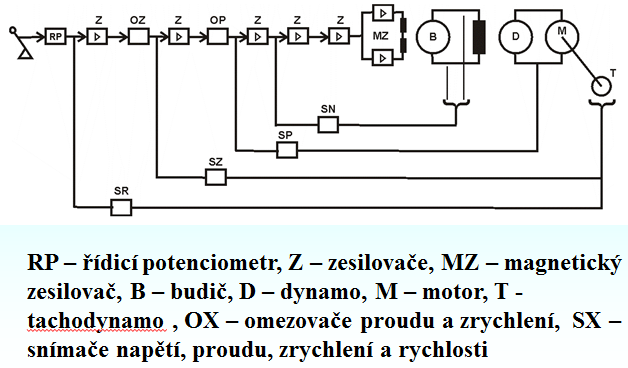 Z OZ Z OP Z Z Z
RP MZ B D M
T
SN
SP
SZ
SR
RP – řídicí potenciometr, Z – zesilovače, MZ – magnetický
zesilovač, B – budič, D – dynamo, M – motor, T -
tachodynamo , OX – omezovače proudu a zrychlení, SX –
snímače napětí, proudu, zrychlení a rychlosti